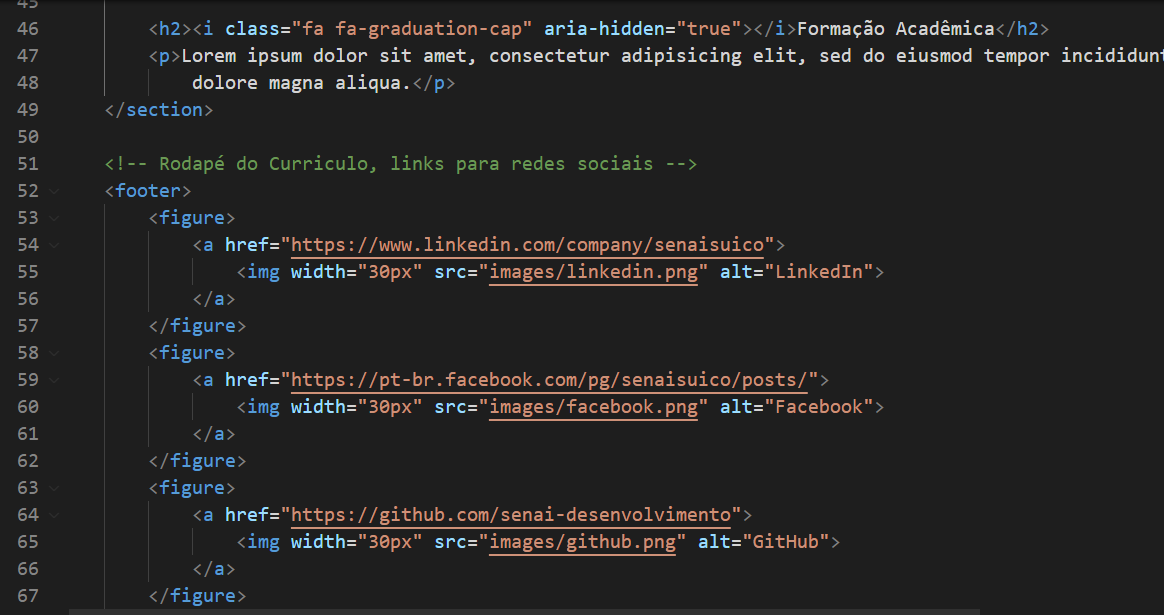 45
46 <h2><i class="fa fa-graduation-cap" aria-hidden="true"></i>Formação Acadêmica</h2>
47 <p>Lorem ipsum dolor sit amet, consectetur adipisicing elit, sed do eiusmod tempor incididunt
48 dolore magna aliqua.</p>
49 </section>
50
51 <!-- Rodapé do Curriculo, links para redes sociais -->
52 <footer>
53 <figure>
54 <a href="https://www.linkedin.com/company/senaisuico">
55 <img width="30px" src="images/linkedin.png" alt="LinkedIn">
56 </a>
57 </figure>
58 <figure>
59 <a href="https://pt-br.facebook.com/pg/senaisuico/posts/">
60 <img width="30px" src="images/facebook.png" alt="Facebook">
61 </a>
62 </figure>
63 <figure>
64 <a href="https://github.com/senai-desenvolvimento">
65 <img width="30px" src="images/github.png" alt="GitHub">
66 </a>
67 </figure>